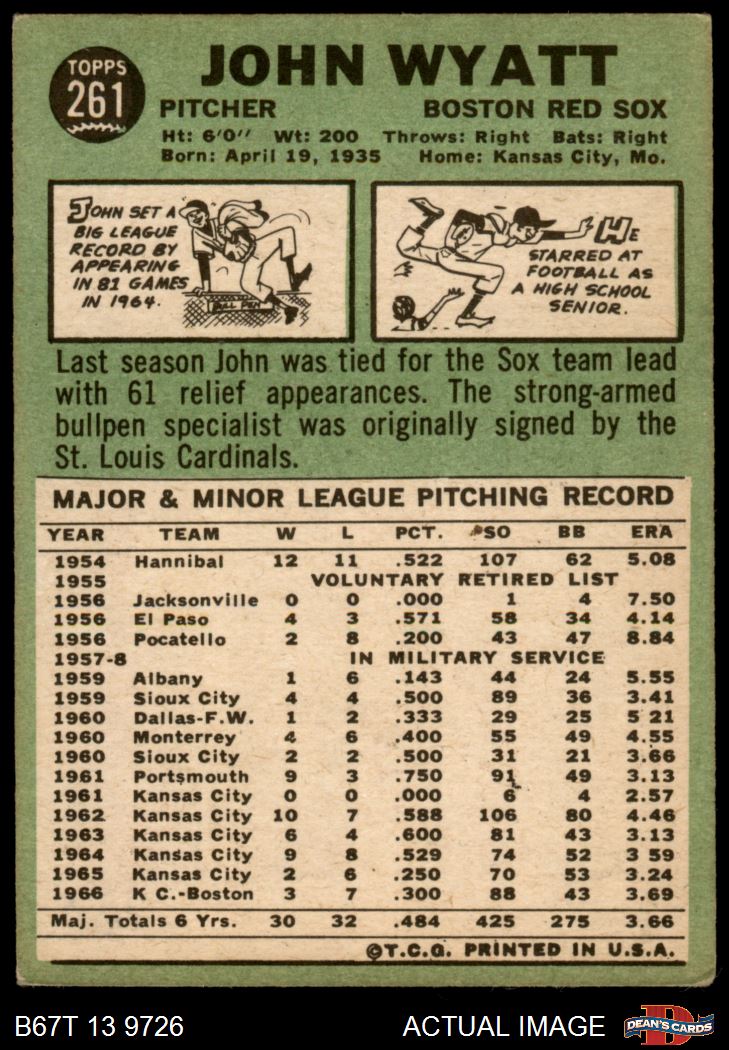 TOPPS
261
JOHN WYATT
PITCHER BOSTON RED SOX
Ht: 6'0" Wt: 200 Throws: Right Bats: Right
Born: April 19, 1935 Home: Kansas City, Mo.
JOHN SET A
BIG LEAGUE
RECORD BY
APPEARING
IN 81 GAMES
IN 1964.
BULL PEN
HE
STARRED AT
FOOTBALL AS
A HIGH SCHOOL
SENIOR.
Last season John was tied for the Sox team lead
with 61 relief appearances. The strong-armed
bullpen specialist was originally signed by the
St. Louis Cardinals.
MAJOR & MINOR LEAGUE PITCHING RECORD
YEAR TEAM W L PCT. SO BB ERA
1954 Hannibal 12 11 .522 107 62 5.08
1955 VOLUNTARY RETIRED LIST
1956 Jacksonville 0 0 .000 1 4 7.50
1956 El Paso 4 3 .571 58 34 4.14
1956 Pocatello 2 8 .200 43 47 8.84
1957-8 IN MILITARY SERVICE
1959 Albany 1 6 .143 44 24 5.55
1959 Sioux City 4 4 .500 89 36 3.41
1960 Dallas-F.W. 1 2 .333 29 25 5 21
1960 Monterrey 4 6 .400 55 49 4.55
1960 Sioux City 2 2 .500 31 21 3.66
1961 Portsmouth 9 3 .750 91 49 3.13
1961 Kansas City 0 0 .000 6 4 2.57
1962 Kansas City 10 7 .588 106 80 4.46
1963 Kansas City 6 4 .600 81 43 3.13
1964 Kansas City 9 8 .529 74 52 3 59
1965 Kansas City 2 6 .250 70 53 3.24
1966 K C.-Boston 3 7 .300 88 43 3.69
Maj. Totals 6 Yrs. 30 32 .484 425 275 3.66
©T.C.G. PRINTED IN U.S.A.
B67T 13 9726 ACTUAL IMAGE
D
DEAN'S CARDS